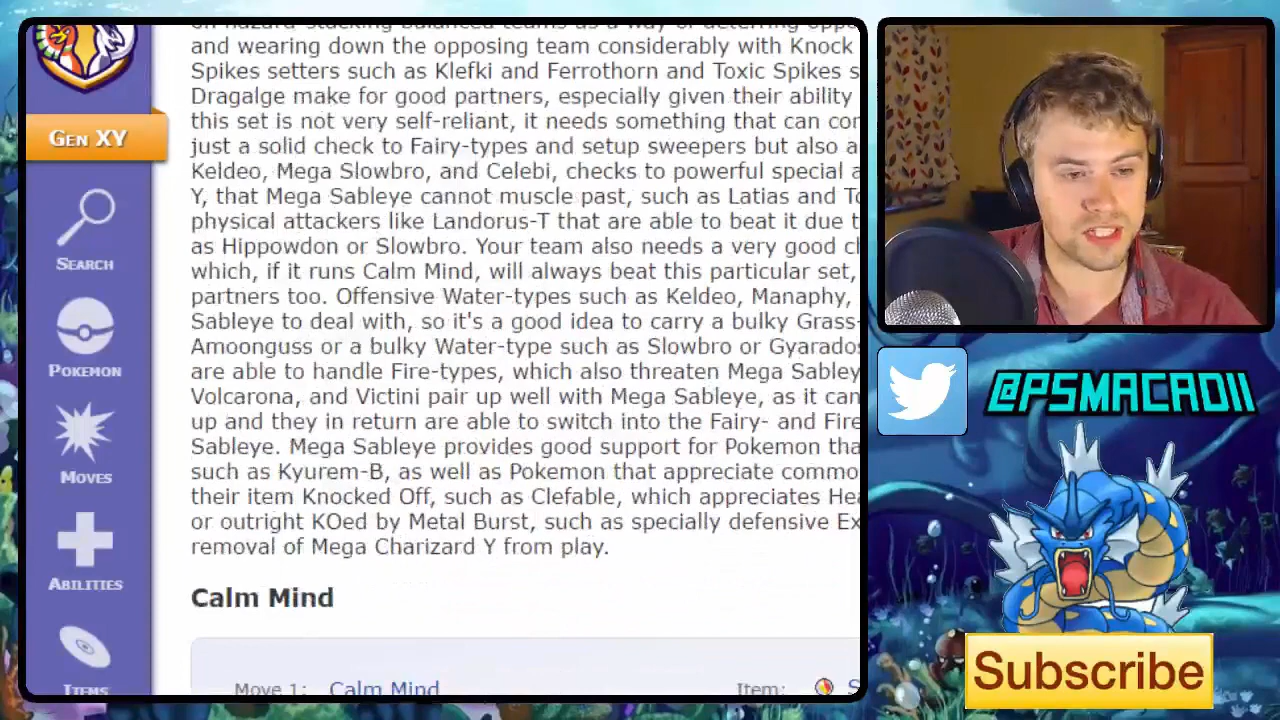 and wearing down the opposing team considerably with Knock
Spikes setters such as Klefki and Ferrothorn and Toxic Spikes s
Dragalge make for good partners, especially given their ability
this set is not very self-reliant, it needs something that can con
just a solid check to Fairy-types and setup sweepers but also a
Keldeo, Mega Slowbro, and Celebi, checks to powerful special a
Y, that Mega Sableye cannot muscle past, such as Latias and To
physical attackers like Landorus-T that are able to beat it due t
as Hippowdon or Slowbro. Your team also needs a very good ch
which, if it runs Calm Mind, will always beat this particular set,
partners too. Offensive Water-types such as Keldeo, Manaphy,
Sableye to deal with, so it's a good idea to carry a bulky Grass-
Amoonguss or a bulky Water-type such as Slowbro or Gyarados
are able to handle Fire-types, which also threaten Mega Sabley
Volcarona, and Victini pair up well with Mega Sableye, as it can
up and they in return are able to switch into the Fairy- and Fire
Sableye. Mega Sableye provides good support for Pokemon tha
such as Kyurem-B, as well as Pokemon that appreciate commo
their item Knocked Off, such as Clefable, which appreciates Hea
or outright KOed by Metal Burst, such as specially defensive Ex
removal of Mega Charizard Y from play.
Calm Mind
Move 1: Calm Mind Item: S
GEN XY
SEARCH
POKEMON
MOVES
ABILITIES
ITEMS
@PSMACADII
Subscribe